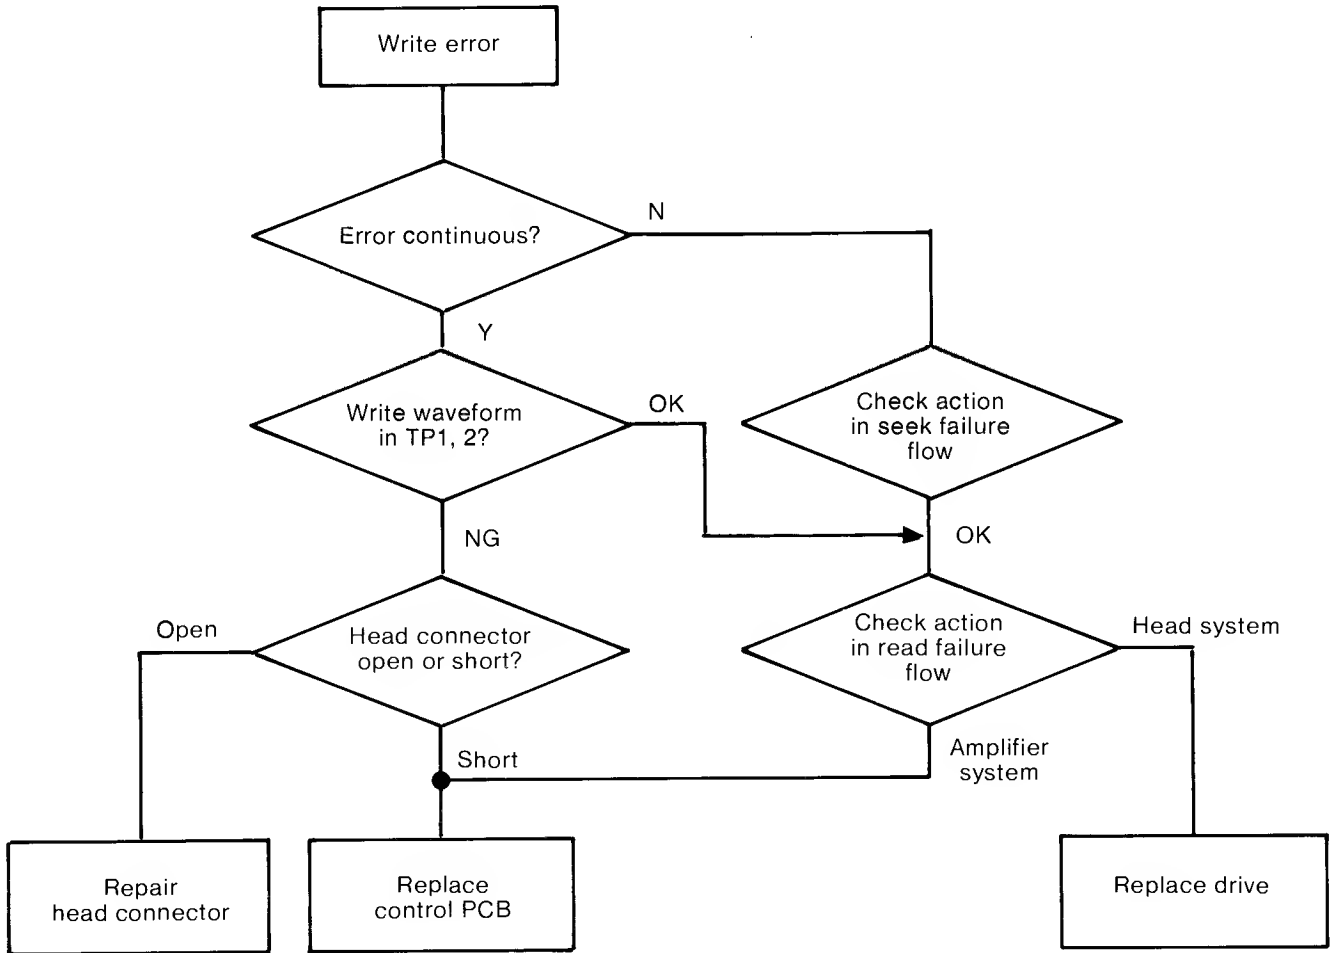 Write error
N
Error continuous?
Y
Write waveform
in TP1, 2?
OK
Check action
in seek failure
flow
NG
OK
Open
Head connector
open or short?
Check action
in read failure
flow
Head system
Short
Amplifier
system
Repair
head connector
Replace
control PCB
Replace drive